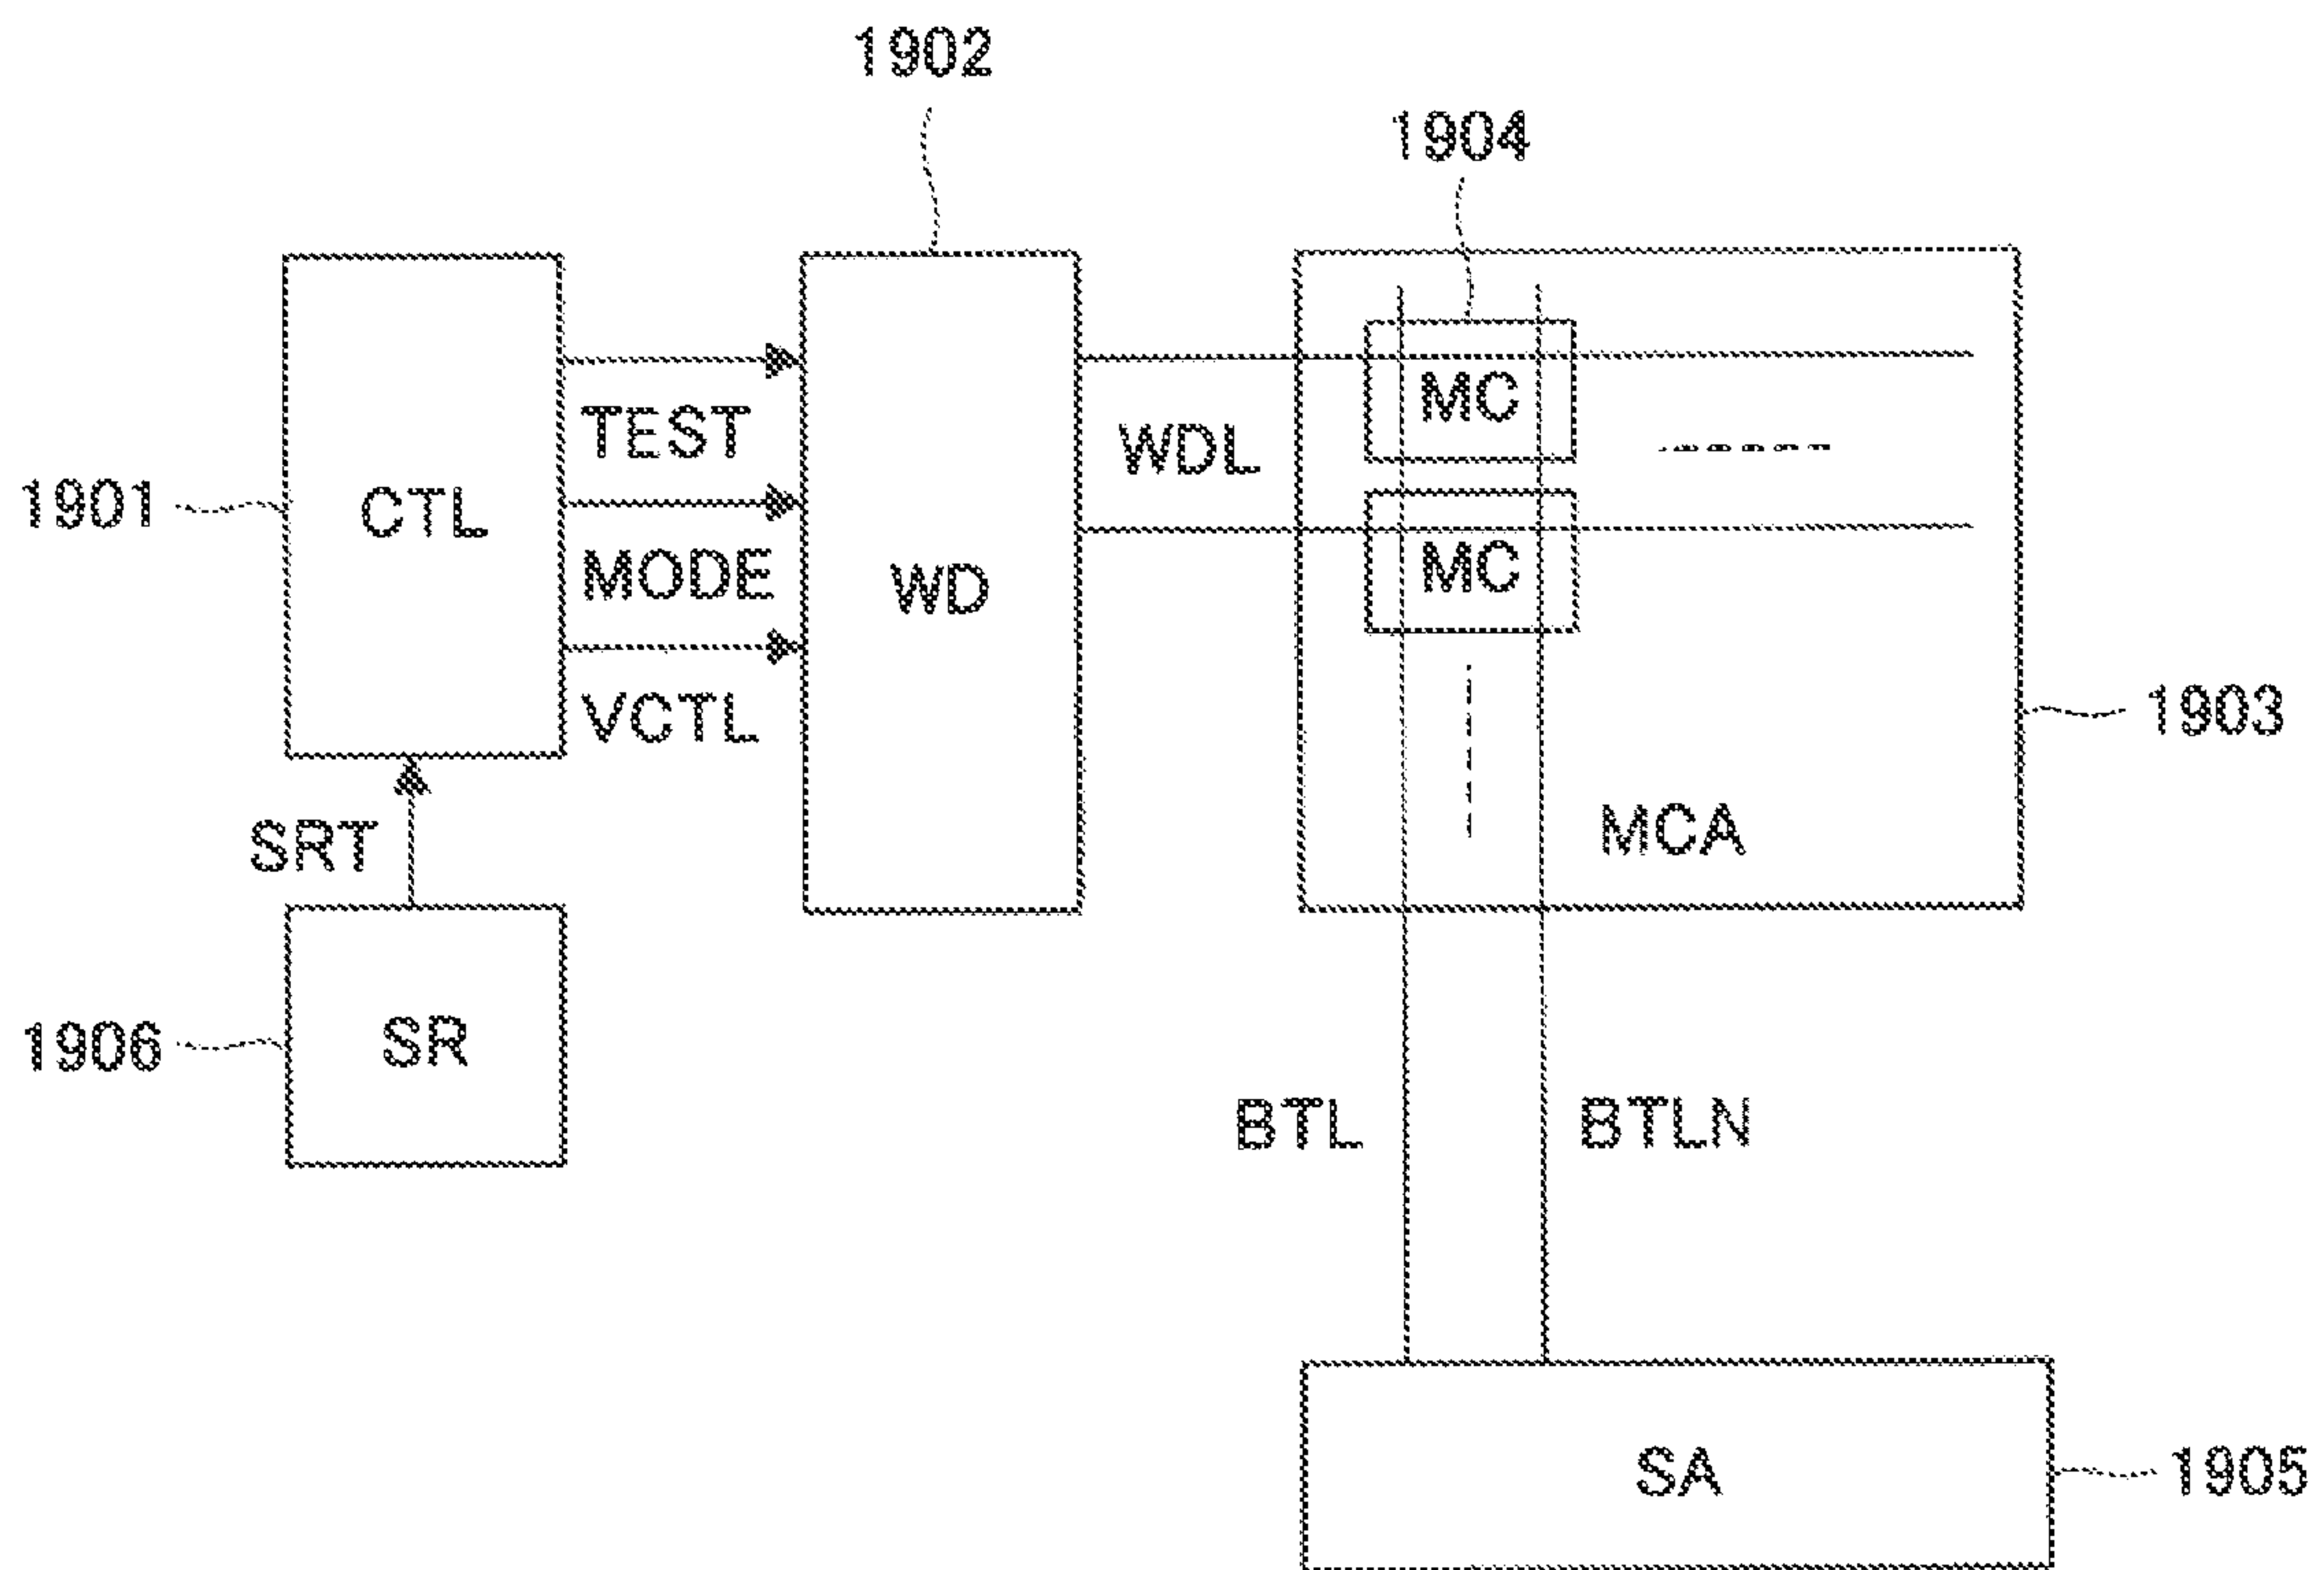 1902
1904
TEST
WDL
MC
1901
CTL
MODE
WD
MC
VCTL
1903
SRT
MCA
1906
SR
BTL
BTLN
SA
1905